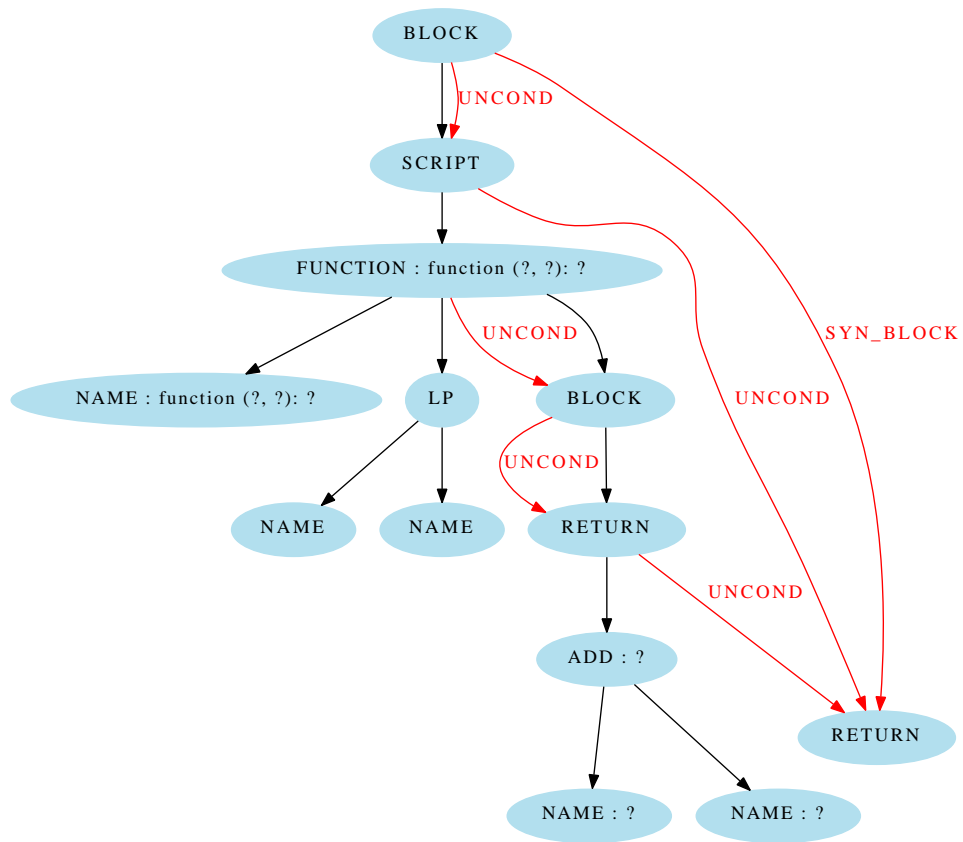 BLOCK
UNCOND
SCRIPT
FUNCTION : function (?, ?): ?
UNCOND
SYN_BLOCK
NAME : function (?, ?): ?
LP
BLOCK
UNCOND
UNCOND
NAME
NAME
RETURN
UNCOND
ADD : ?
RETURN
NAME : ?
NAME : ?